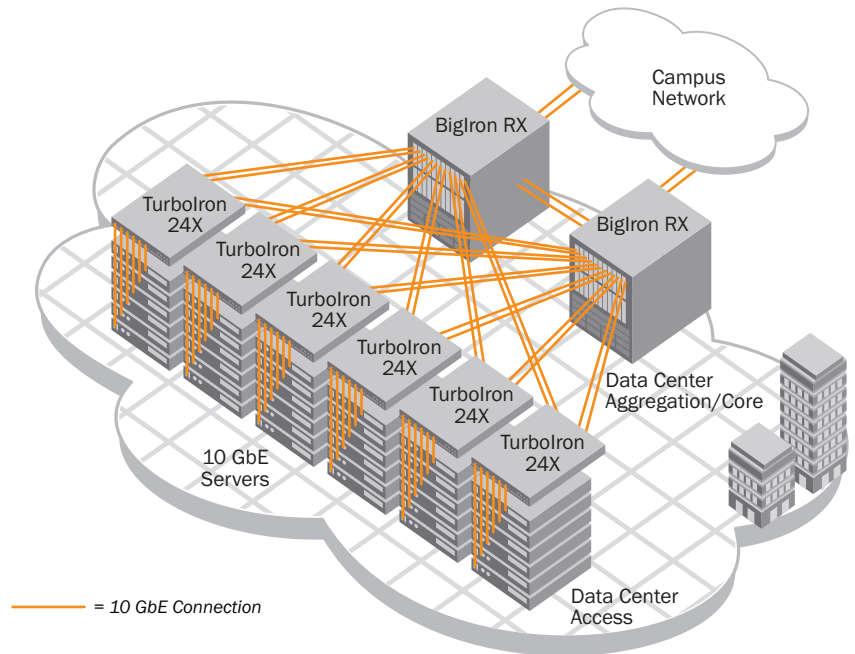 Campus
Network
BigIron RX
BigIron RX
TurboIron
24X
TurboIron
24X
TurboIron
24X
TurboIron
24X
TurboIron
24X
TurboIron
24X
Data Center
Aggregation/Core
10 GbE
Servers
Data Center
Access
= 10 GbE Connection